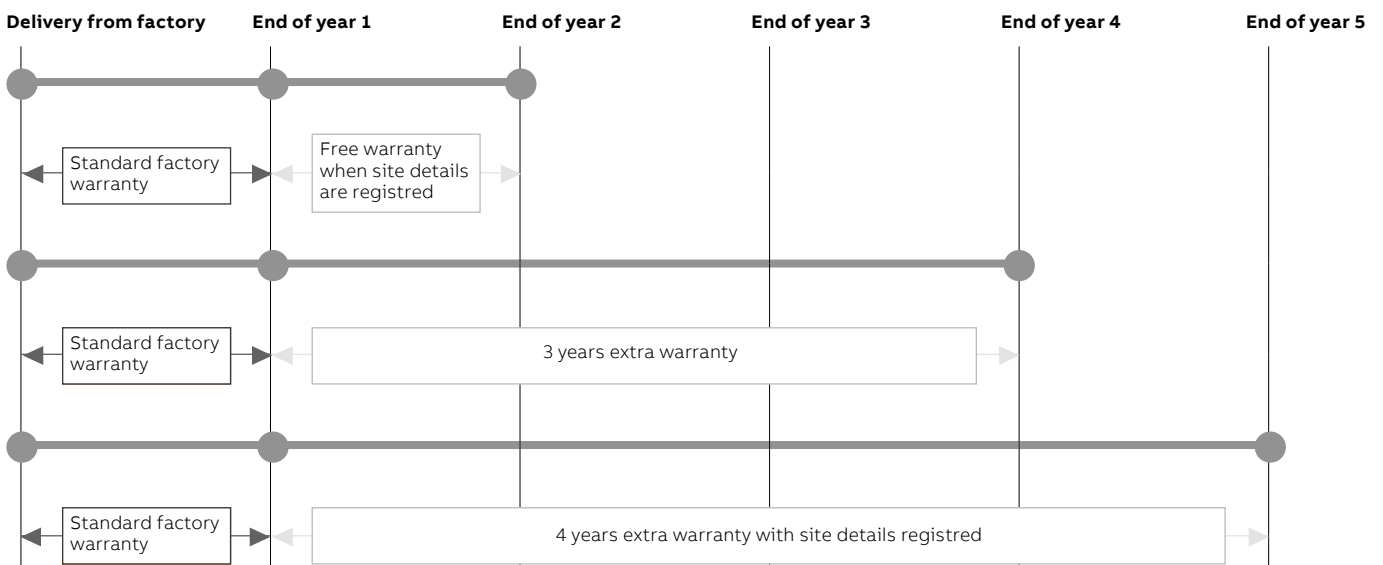 Delivery from factory
End of year 1
End of year 2
End of year 3
End of year 4
End of year 5
Standard factory
warranty
Free warranty
when site details
are registred
Standard factory
warranty
3 years extra warranty
Standard factory
warranty
4 years extra warranty with site details registred